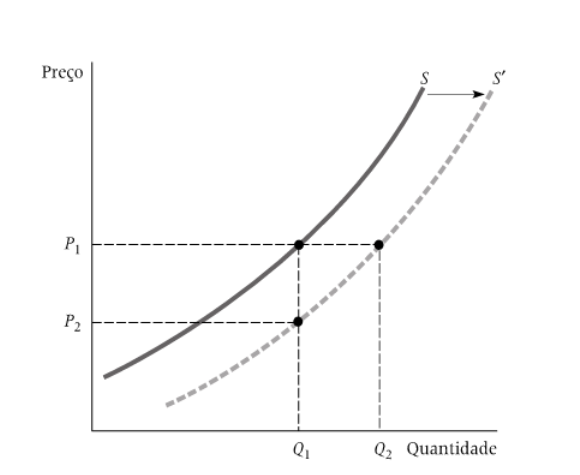 Preço
S
S′
P₁
P₂
Q₁
Q₂
Quantidade